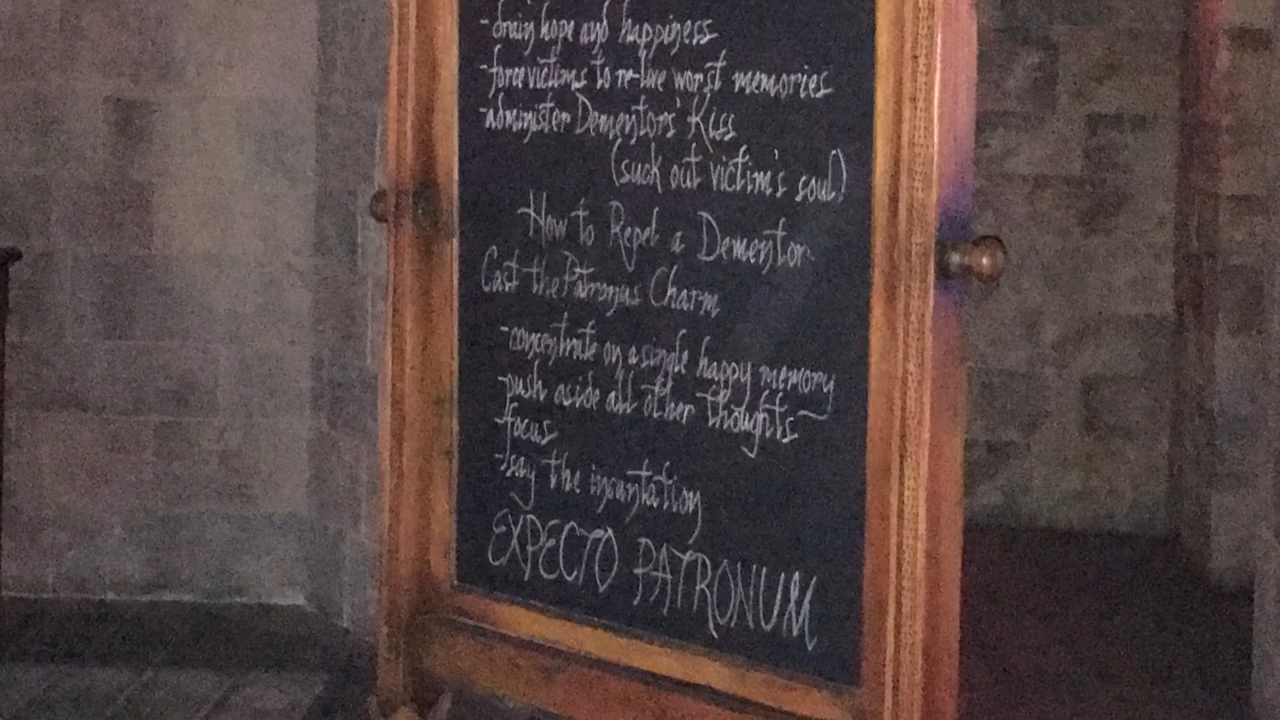 -drain hope and happiness
-force victims to re-live worst memories
-administer Dementors' Kiss
(suck out victim's soul)
How to Repel a Dementor
Cast the Patronus Charm
-concentrate on a single happy memory
-push aside all other thoughts
-focus
-say the incantation
EXPECTO PATRONUM